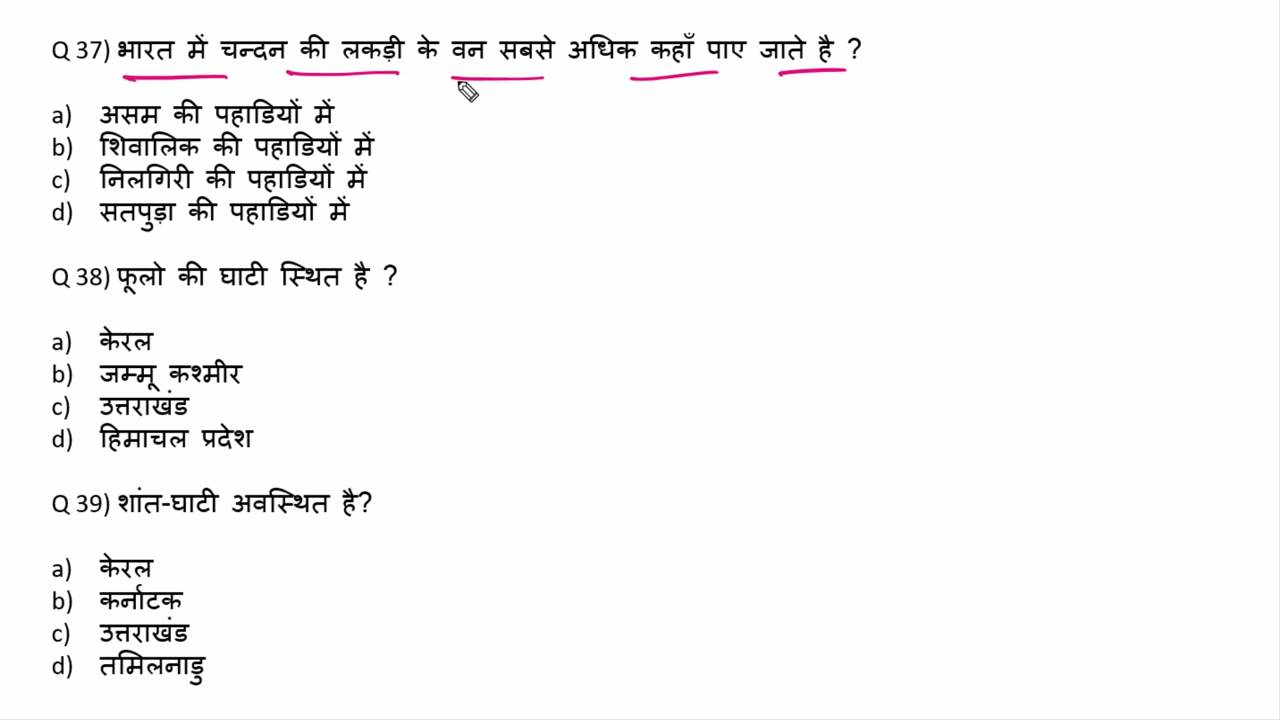 Q 37) भारत में चन्दन की लकड़ी के वन सबसे अधिक कहाँ पाए जाते है ?
a) असम की पहाडियों में
b) शिवालिक की पहाडियों में
c) निलगिरी की पहाडियों में
d) सतपुड़ा की पहाडियों में
Q 38) फूलो की घाटी स्थित है ?
a) केरल
b) जम्मू कश्मीर
c) उत्तराखंड
d) हिमाचल प्रदेश
Q 39) शांत-घाटी अवस्थित है?
a) केरल
b) कर्नाटक
c) उत्तराखंड
d) तमिलनाडु